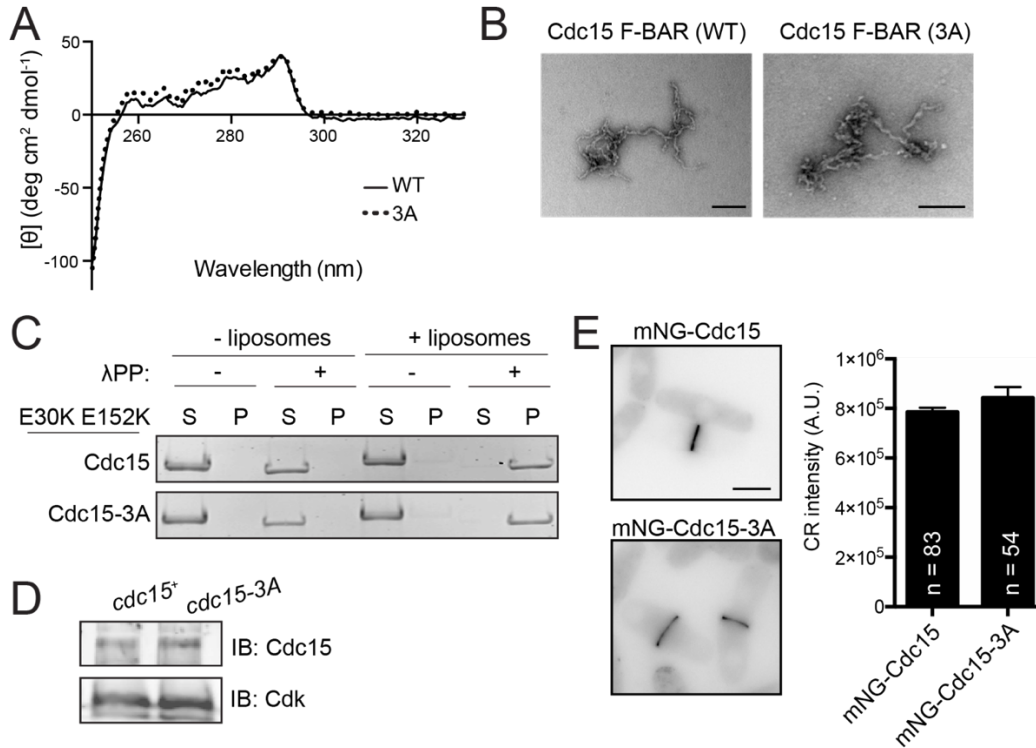 A
50
0
-50
-100
260
280
300
320
[θ] (deg cm² dmol⁻¹)
WT
3A
Wavelength (nm)
B
Cdc15 F-BAR (WT)
Cdc15 F-BAR (3A)
C
- liposomes
+ liposomes
λPP:
-
+
-
+
E30K E152K
S P S P S P S P
Cdc15
Cdc15-3A
D
cdc15⁺
cdc15-3A
IB: Cdc15
IB: Cdk
E
mNG-Cdc15
mNG-Cdc15-3A
CR intensity (A.U.)
1×10⁶
8×10⁵
6×10⁵
4×10⁵
2×10⁵
0
n = 83
n = 54
mNG-Cdc15
mNG-Cdc15-3A